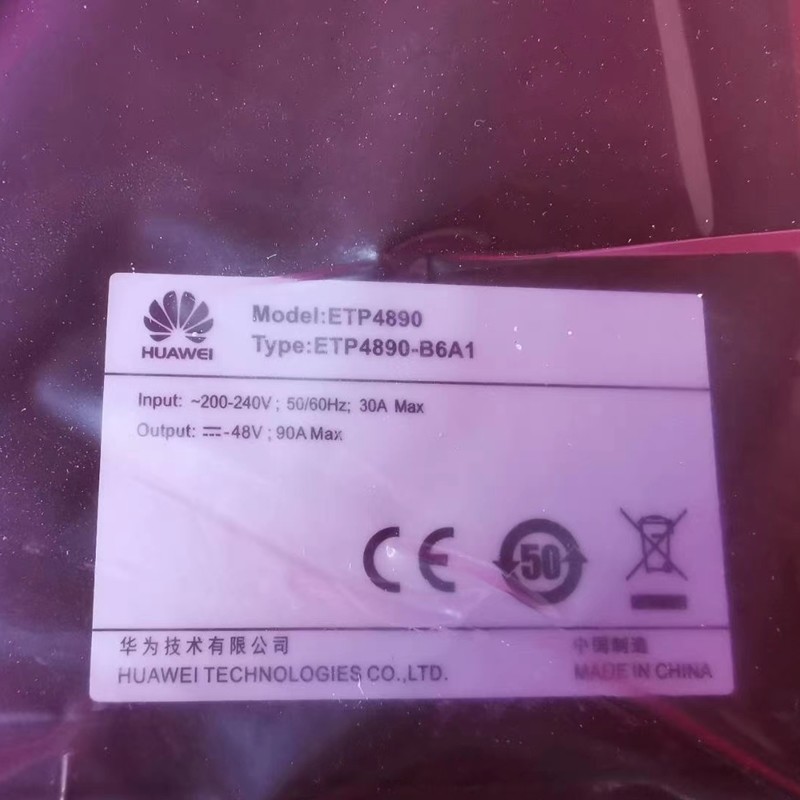 HUAWEI
Model:ETP4890
Type:ETP4890-B6A1
Input: ~200-240V ; 50/60Hz; 30A Max
Output: ⎓-48V ; 90A Max
CE
50
华为技术有限公司
HUAWEI TECHNOLOGIES CO.,LTD.
中国制造
MADE IN CHINA